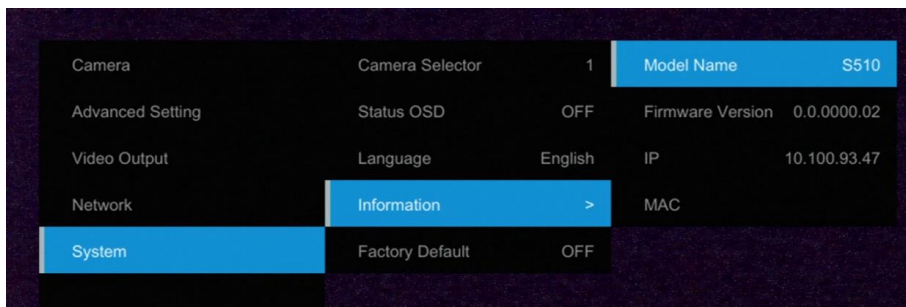 Camera
Advanced Setting
Video Output
Network
System
Camera Selector 1
Status OSD OFF
Language English
Information >
Factory Default OFF
Model Name S510
Firmware Version 0.0.0000.02
IP 10.100.93.47
MAC